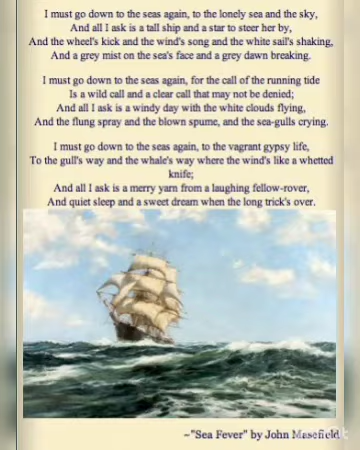 I must go down to the seas again, to the lonely sea and the sky,
And all I ask is a tall ship and a star to steer her by,
And the wheel's kick and the wind's song and the white sail's shaking,
And a grey mist on the sea's face and a grey dawn breaking.
I must go down to the seas again, for the call of the running tide
Is a wild call and a clear call that may not be denied;
And all I ask is a windy day with the white clouds flying,
And the flung spray and the blown spume, and the sea-gulls crying.
I must go down to the seas again, to the vagrant gypsy life,
To the gull's way and the whale's way where the wind's like a whetted
knife;
And all I ask is a merry yarn from a laughing fellow-rover,
And quiet sleep and a sweet dream when the long trick's over.
~"Sea Fever" by John Masefield